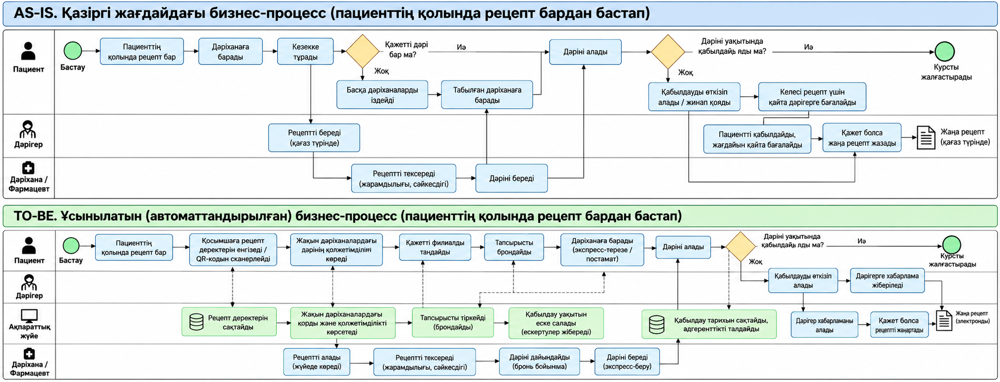 AS-IS. Қазіргі жағдайдағы бизнес-процесс (пациенттің қолында рецепт бардан бастап)
Пациент
Бастау
Пациенттің
қолында рецепт бар
Дәріханаға
барады
Кезекке
тұрады
Қажетті дәрі
бар ма?
Иә
Жоқ
Басқа дәріханаларды
іздейді
Табылған дәріханаға
барады
Дәріні алады
Дәріні уақытында
Иә
Жоқ
Курсты
жалғастырады
Қабылдауды өткізіп
алады / жинап қояды
Келесі рецепт үшін
қайта дәрігерге бағалайды
Дәрігер
Рецептті береді
(қағаз түрінде)
Пациентті қабылдайды,
жағдайын қайта бағалайды
Қажет болса
жаңа рецепт жазады
Жаңа рецепт
(қағаз түрінде)
Дәріхана /
Фармацевт
Рецептті тексереді
(жарамдылығы, сәйкесдігі)
Дәріні береді
TO-BE. Ұсынылатын (автоматтандырылған) бизнес-процесс (пациенттің қолында рецепт бардан бастап)
Пациент
Бастау
Пациенттің
қолында рецепт бар
Қосымшаға рецепт
деректерін енгізеді /
QR-кодын сканерлейді
Жақын дәріханалардағы
дәрінің
көреді
Қажетті филиалды
таңдайды
Тапсырысты
брондайды
Дәріханаға барады
(экспресс-терезе /
постамат)
Дәріні алады
Дәріні уақытында
Иә
Жоқ
Курсты
жалғастырады
Дәрігер
Қабылдауды өткізіп
алады
Дәрігерге хабарлама
жіберіледі
Ақпараттық
жүйе
Рецепт деректерін
сақтайды
Жақын дәріханалардағы
қорды және қолжетімділікті
көрсетеді
Тапсырысты тіркейді
(брондайды)
Қабылдау уақытын
еске салады
(ескертулер жібереді)
Қабылдау тарихын сақтайды,
адгеренттікті талдайды
Дәрігер хабарламаны
алады
Қажет болса
рецептті жаңартады
Жаңа рецепт
(электронды)
Дәріхана /
Фармацевт
Рецептті алады
(жүйеде көреді)
Рецептті тексереді
(жарамдылығы, сәйкесдігі)
Дәріні дайындайды
(бронь бойынша)
Дәріні береді
(экспресс-беру)